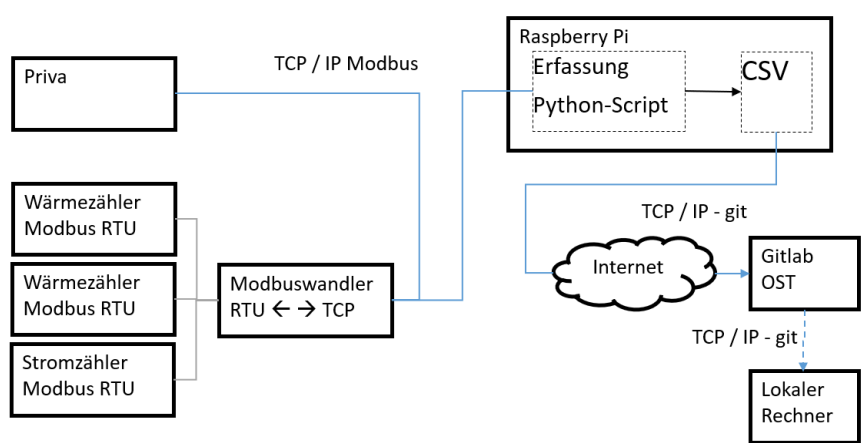 Priva
TCP / IP Modbus
Raspberry Pi
Erfassung
Python-Script
CSV
Wärmezähler
Modbus RTU
Wärmezähler
Modbus RTU
Stromzähler
Modbus RTU
Modbuswandler
RTU ← → TCP
TCP / IP - git
Internet
Gitlab
OST
TCP / IP - git
Lokaler
Rechner